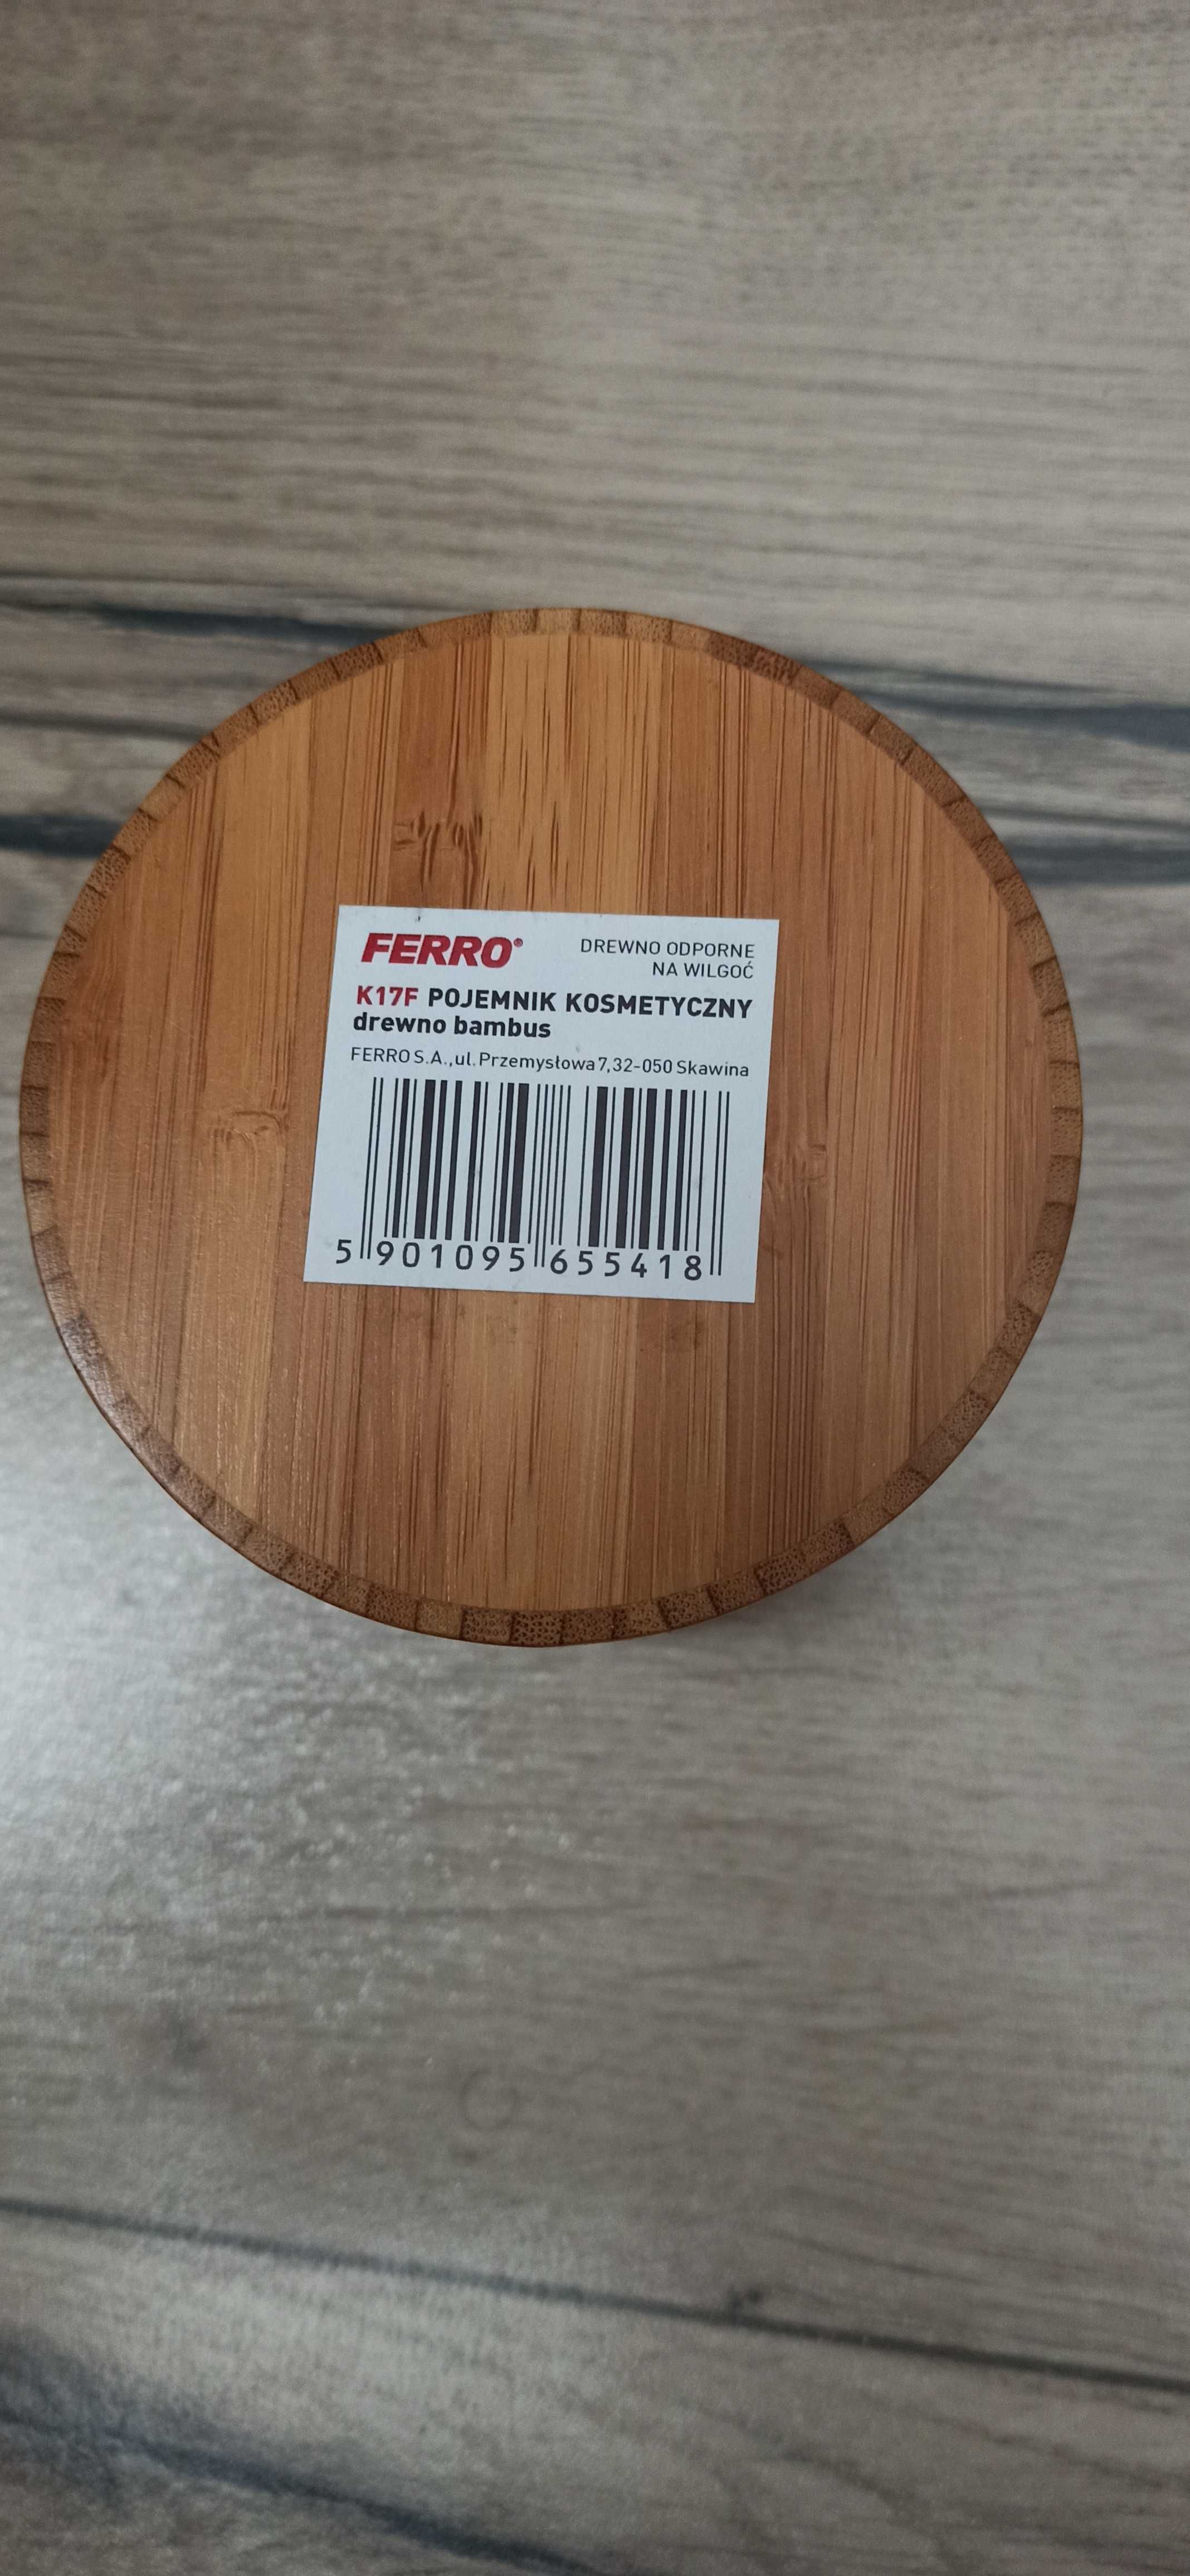 FERRO®
DREWNO ODPORNE
NA WILGOĆ
K17F POJEMNIK KOSMETYCZNY
drewno bambus
FERRO S.A., ul. Przemysłowa 7, 32-050 Skawina
5 901095 655418